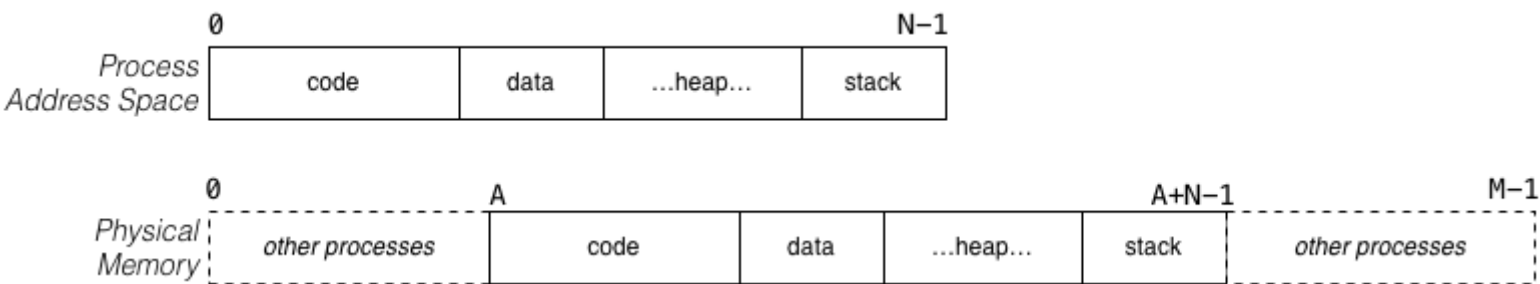 0 N–1
Process
Address Space
code data ...heap... stack
0 A A+N–1 M–1
Physical
Memory
other processes code data ...heap... stack other processes